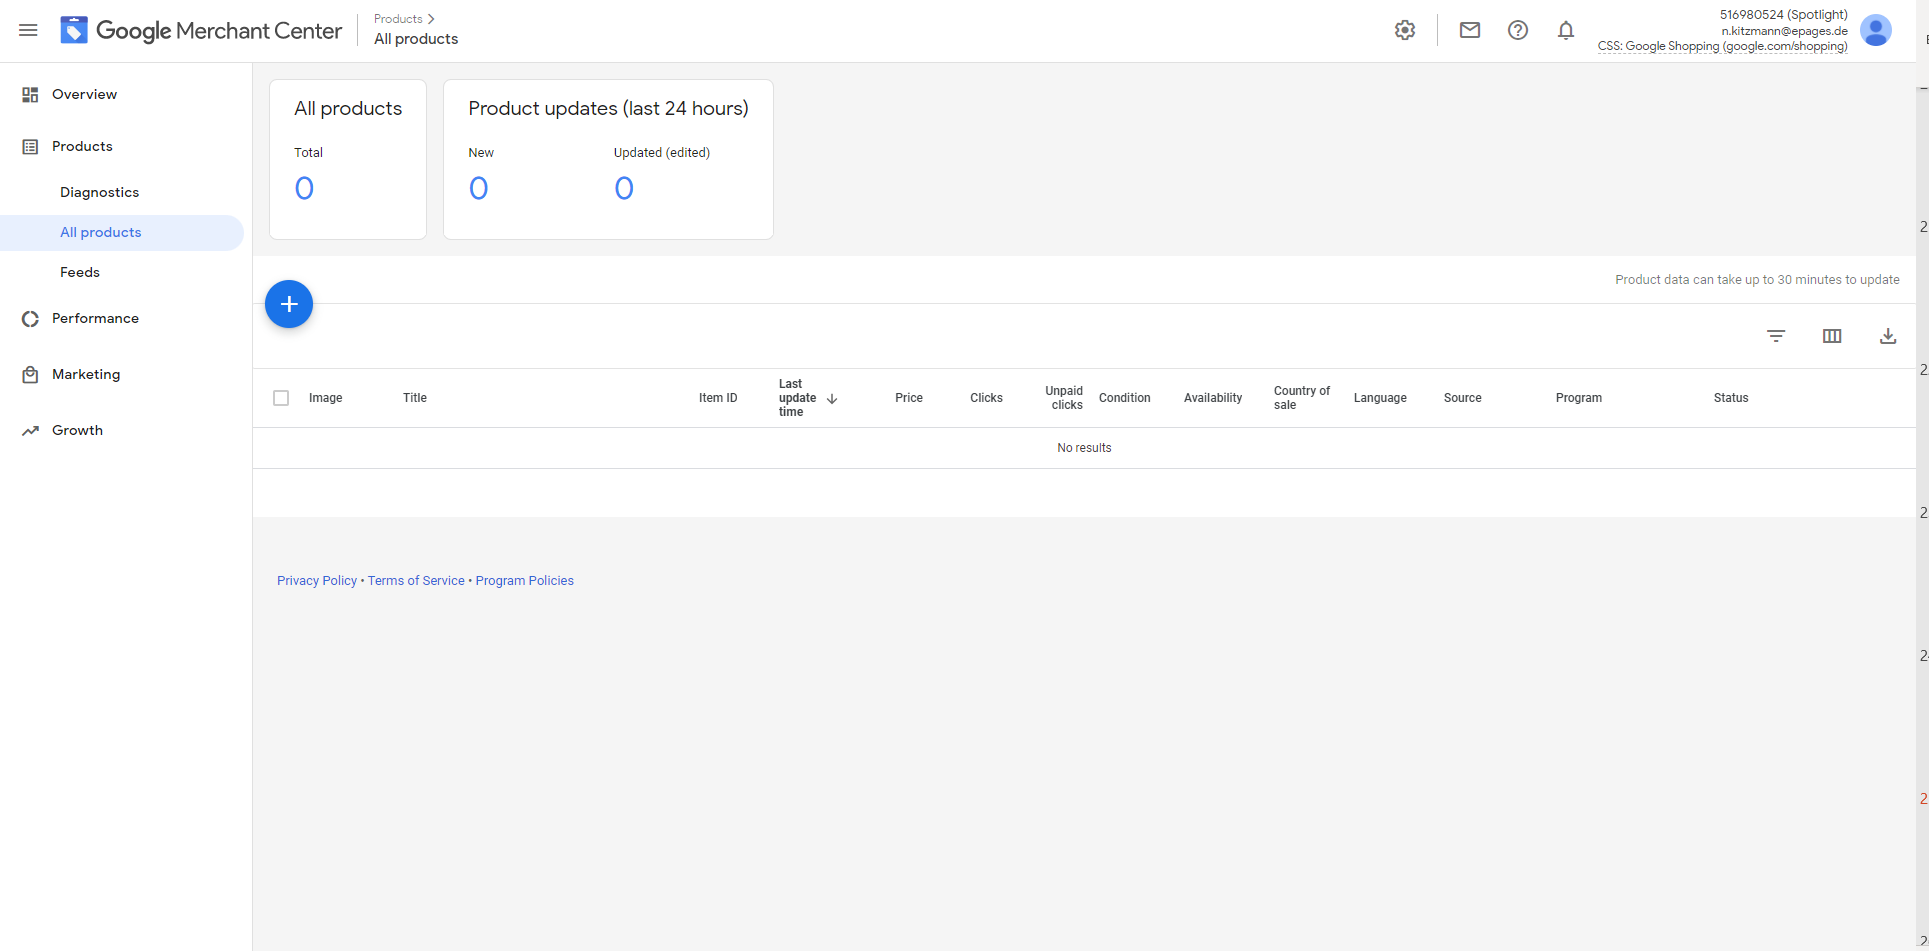 Google Merchant Center
Products
All products
516980524 (Spotlight)
n.kitzmann@epages.de
CSS: Google Shopping (google.com/shopping)
Overview
Products
Diagnostics
All products
Feeds
Performance
Marketing
Growth
All products
Total
0
Product updates (last 24 hours)
New
Updated (edited)
0
0
Product data can take up to 30 minutes to update
Image
Title
Item ID
Last
update
time
Price
Clicks
Unpaid
clicks
Condition
Availability
Country of
sale
Language
Source
Program
Status
No results
Privacy Policy • Terms of Service • Program Policies